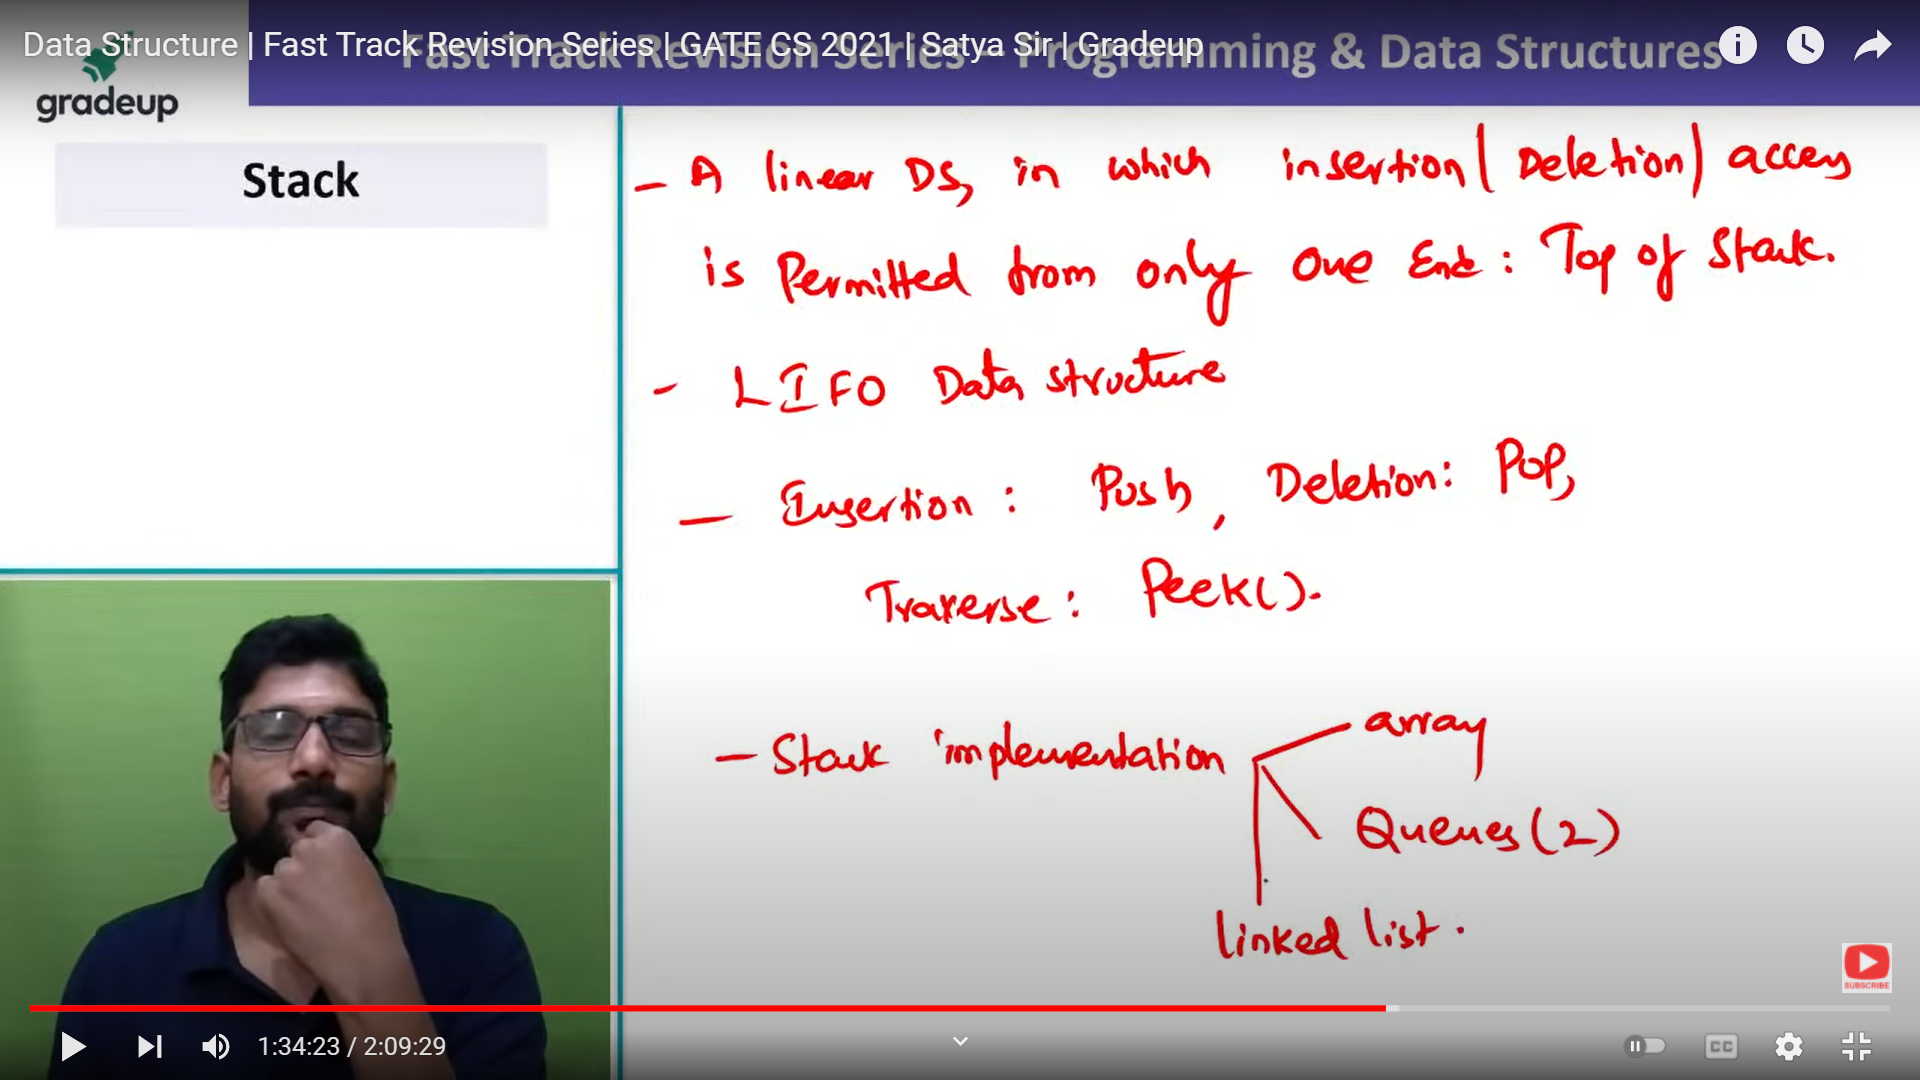 Data Structure | Fast Track Revision Series | GATE CS 2021 | Satya Sir | Gradeup
Fast Track Revision Series – Programming & Data Structures
gradeup
Stack
– A linear DS, in which insertion/ Deletion/ access
is Permitted from only one End: Top of Stack.
- LIFO Data structure
– Insertion: Push, Deletion: Pop,
Traverse: Peek().
– Stack implementation
array
Queues(2)
linked list.
SUBSCRIBE
1:34:23 / 2:09:29
CC